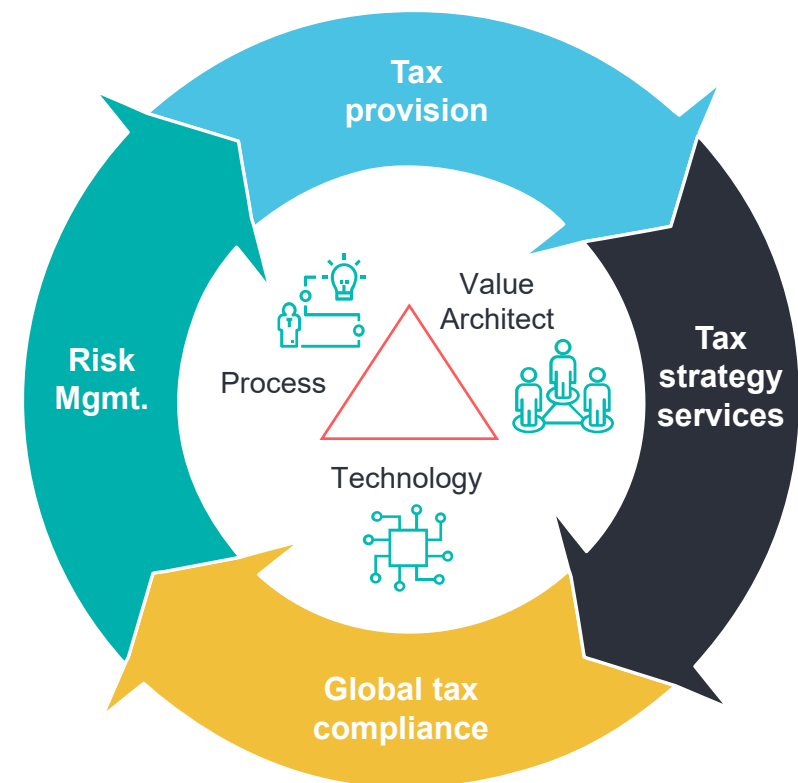 Tax
provision
Value
Architect
Process
Technology
Tax
strategy
services
Global tax
compliance
Risk
Mgmt.